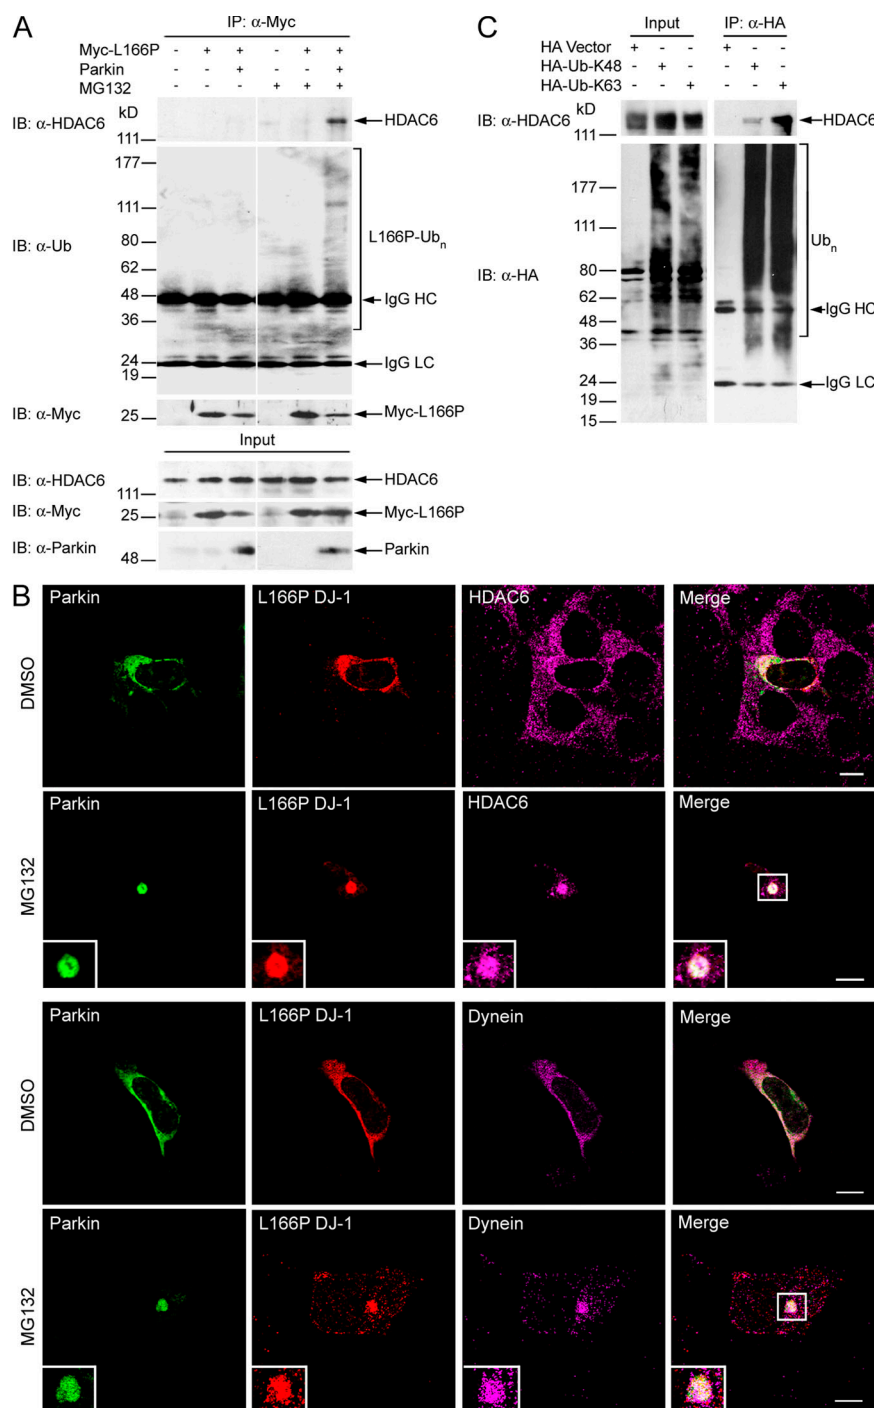 A
IP: α-Myc
Myc-L166P - + + - + +
Parkin - - + - - +
MG132 - - - + + +
kD
IB: α-HDAC6
HDAC6
111
177
111
80
62
48
36
24
19
IB: α-Ub
L166P-Ubn
IgG HC
IgG LC
IB: α-Myc
25
Myc-L166P
Input
IB: α-HDAC6
HDAC6
111
IB: α-Myc
25
Myc-L166P
IB: α-Parkin
Parkin
48
C
Input
IP: α-HA
HA Vector + - - + - -
HA-Ub-K48 - + - - + -
HA-Ub-K63 - - + - - +
kD
IB: α-HDAC6
HDAC6
111
177
111
80
62
48
36
24
19
15
IB: α-HA
Ubn
IgG HC
IgG LC
B
DMSO
Parkin
L166P DJ-1
HDAC6
Merge
MG132
Parkin
L166P DJ-1
HDAC6
Merge
DMSO
Parkin
L166P DJ-1
Dynein
Merge
MG132
Parkin
L166P DJ-1
Dynein
Merge